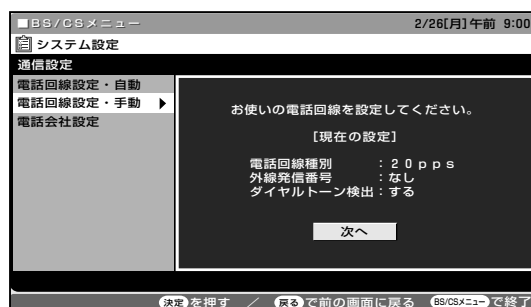 ■BS/CSメニュー 2/26[月]午前 9:00
システム設定
通信設定
電話回線設定・自動
電話回線設定・手動 ▶
電話会社設定
お使いの電話回線を設定してください。
[現在の設定]
電話回線種別 :20pps
外線発信番号 :なし
ダイヤルトーン検出:する
次へ
決定を押す / 戻るで前の画面に戻る BS/CSメニューで終了